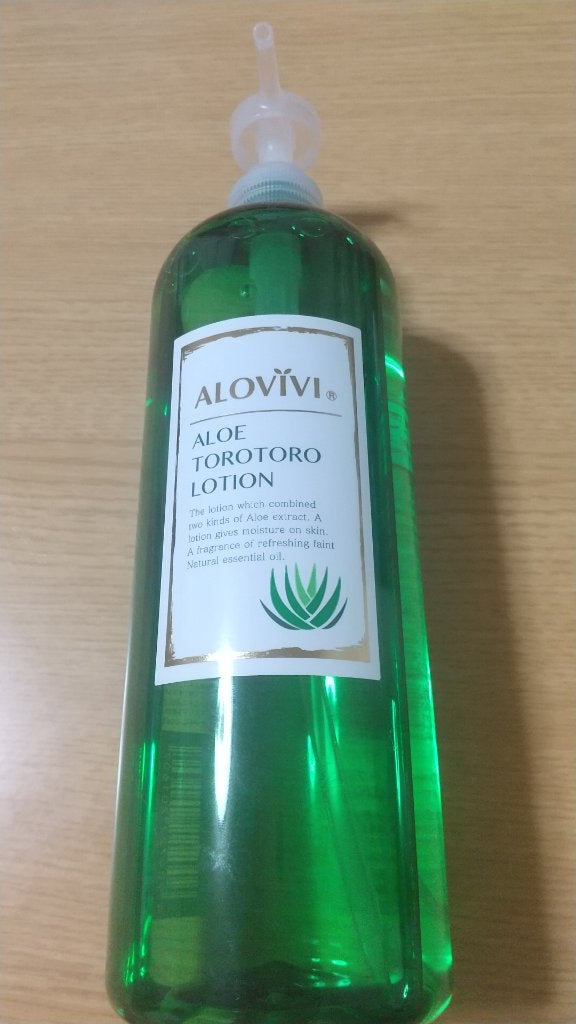 ALOVIVI®
ALOE
TOROTORO
LOTION
The lotion which combined
two kinds of Aloe extract. A
lotion gives moisture on skin.
A fragrance of refreshing faint
Natural essential oil.